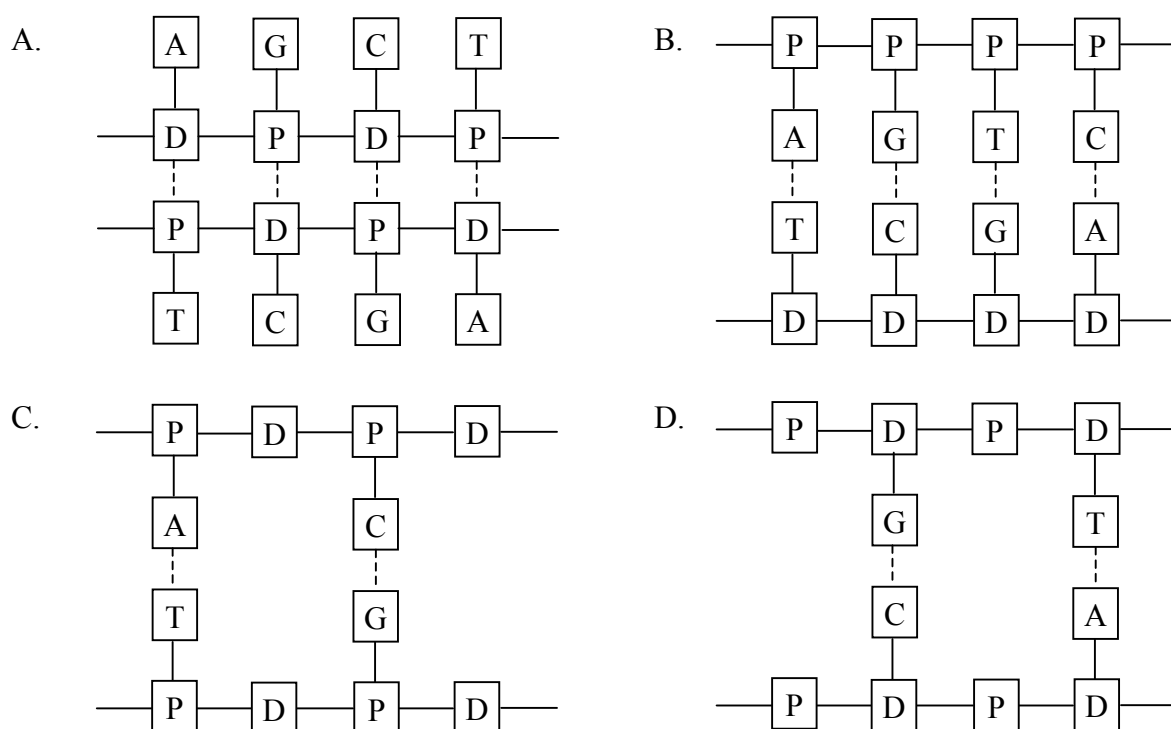 A.
A G C T
D P D P
P D P D
T C G A
B.
P P P P
A G T C
T C G A
D D D D
C.
P D P D
A C
T G
P D P D
D.
P D P D
G T
C A
P D P D